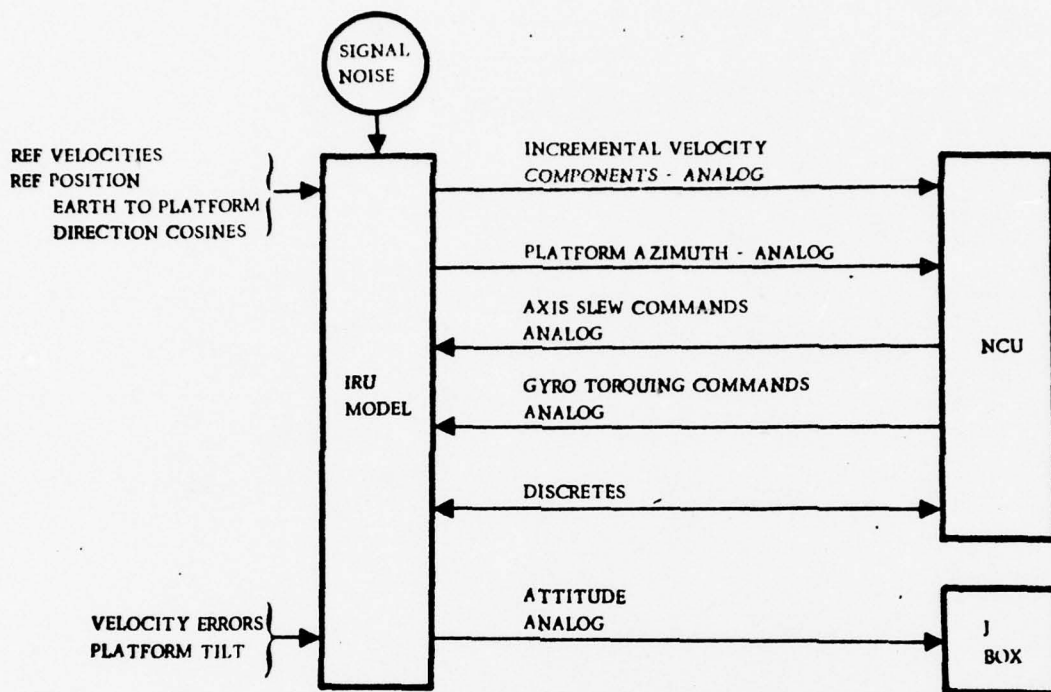 SIGNAL
NOISE
REF VELOCITIES
REF POSITION
EARTH TO PLATFORM
DIRECTION COSINES
INCREMENTAL VELOCITY
COMPONENTS - ANALOG
PLATFORM AZIMUTH - ANALOG
AXIS SLEW COMMANDS
ANALOG
NCU
IRU
MODEL
GYRO TORQUING COMMANDS
ANALOG
DISCRETES
VELOCITY ERRORS
PLATFORM TILT
ATTITUDE
ANALOG
J
BOX